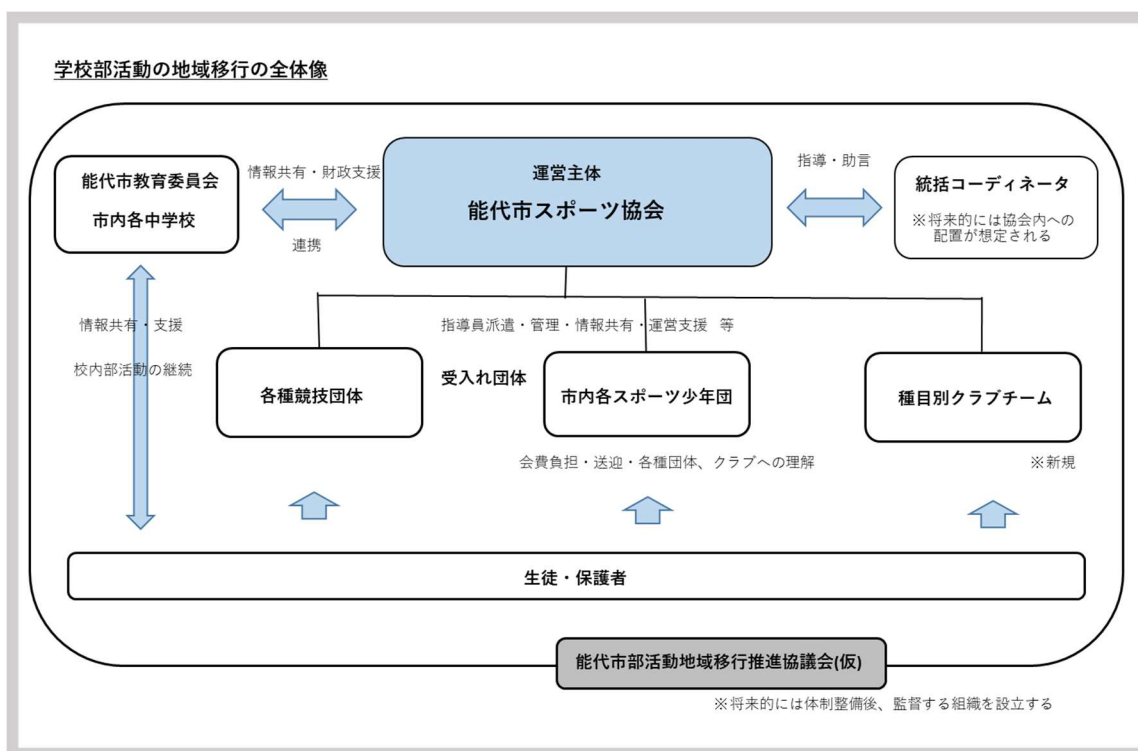 学校部活動の地域移行の全体像
能代市教育委員会
市内各中学校
情報共有・財政支援
連携
運営主体
能代市スポーツ協会
指導・助言
統括コーディネータ
※将来的には協会内への
配置が想定される
情報共有・支援
校内部活動の継続
指導員派遣・管理・情報共有・運営支援 等
各種競技団体
受入れ団体
市内各スポーツ少年団
種目別クラブチーム
会費負担・送迎・各種団体、クラブへの理解
※新規
生徒・保護者
能代市部活動地域移行推進協議会(仮)
※将来的には体制整備後、監督する組織を設立する